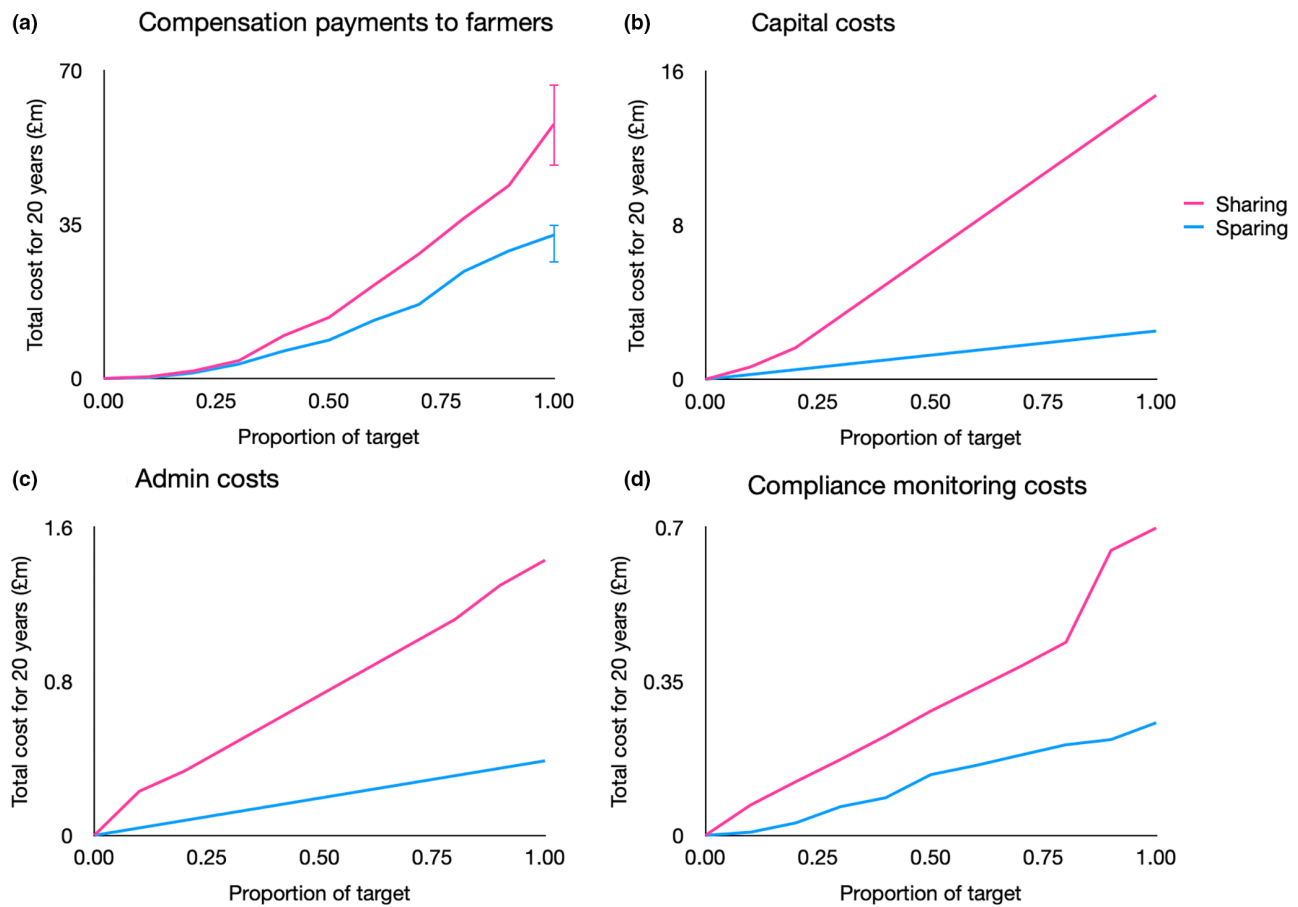 (a) Compensation payments to farmers
Total cost for 20 years (£m)
70
35
0
0.00 0.25 0.50 0.75 1.00
Proportion of target
(b) Capital costs
Total cost for 20 years (£m)
16
8
0
0.00 0.25 0.50 0.75 1.00
Proportion of target
Sharing
Sparing
(c) Admin costs
Total cost for 20 years (£m)
1.6
0.8
0
0.00 0.25 0.50 0.75 1.00
Proportion of target
(d) Compliance monitoring costs
Total cost for 20 years (£m)
0.7
0.35
0
0.00 0.25 0.50 0.75 1.00
Proportion of target